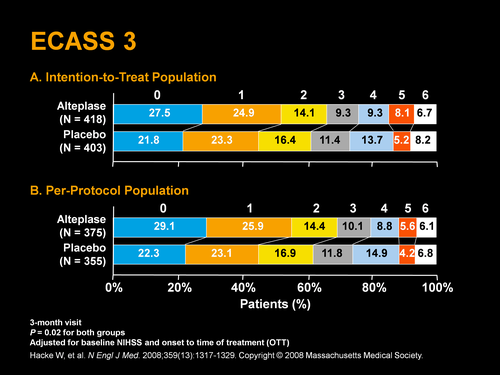 ECASS 3
A. Intention-to-Treat Population
0 1 2 3 4 5 6
Alteplase
(N = 418)
27.5 24.9 14.1 9.3 9.3 8.1 6.7
Placebo
(N = 403)
21.8 23.3 16.4 11.4 13.7 5.2 8.2
B. Per-Protocol Population
0 1 2 3 4 5 6
Alteplase
(N = 375)
29.1 25.9 14.4 10.1 8.8 5.6 6.1
Placebo
(N = 355)
22.3 23.1 16.9 11.8 14.9 4.2 6.8
0% 20% 40% 60% 80% 100%
Patients (%)
3-month visit
P = 0.02 for both groups
Adjusted for baseline NIHSS and onset to time of treatment (OTT)
Hacke W, et al. N Engl J Med. 2008;359(13):1317-1329. Copyright © 2008 Massachusetts Medical Society.